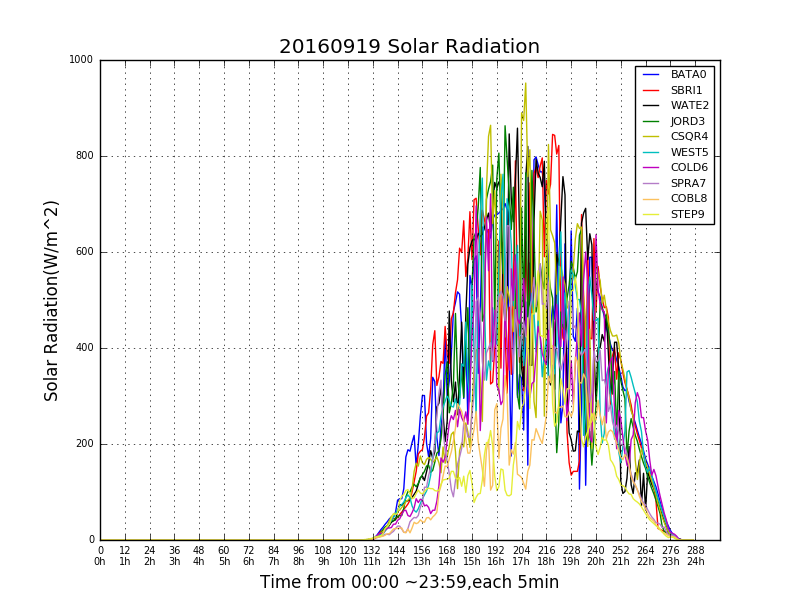 20160919 Solar Radiation
1000
800
600
400
200
0
Solar Radiation(W/m^2)
BATA0
SBRI1
WATE2
JORD3
CSQR4
WEST5
COLD6
SPRA7
COBL8
STEP9
0 12 24 36 48 60 72 84 96 108 120 132 144 156 168 180 192 204 216 228 240 252 264 276 288
0h 1h 2h 3h 4h 5h 6h 7h 8h 9h 10h 11h 12h 13h 14h 15h 16h 17h 18h 19h 20h 21h 22h 23h 24h
Time from 00:00 ~23:59,each 5min